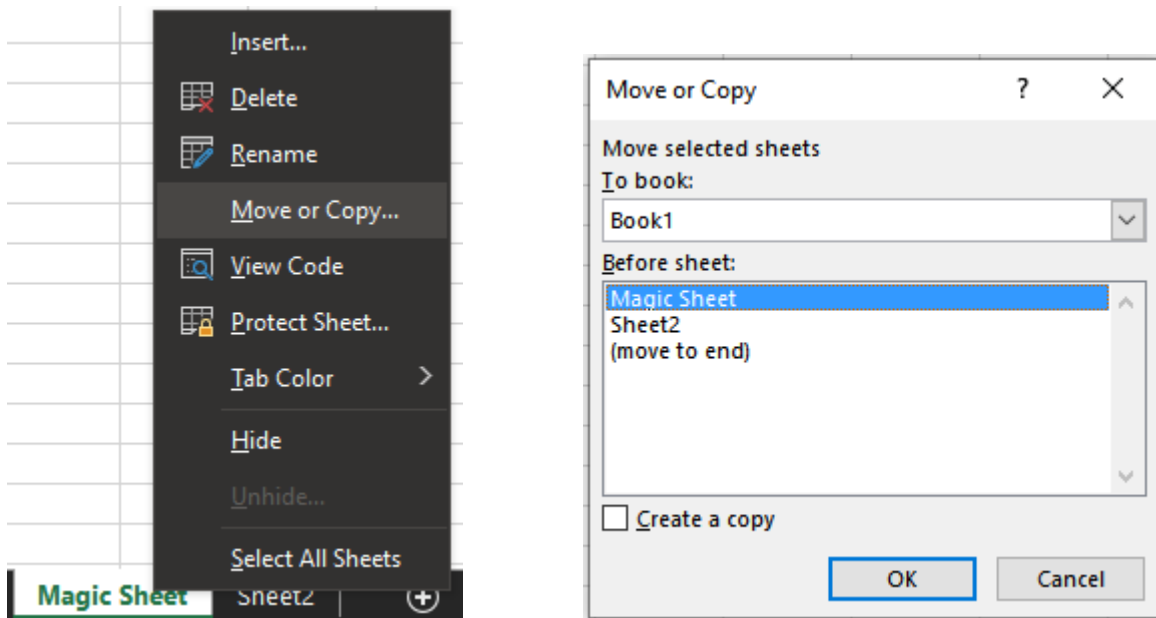 Insert...
Delete
Rename
Move or Copy...
View Code
Protect Sheet...
Tab Color
Hide
Unhide...
Select All Sheets
Magic Sheet
Sheet2
Move or Copy
?
Move selected sheets
To book:
Book1
Before sheet:
Magic Sheet
Sheet2
(move to end)
Create a copy
OK
Cancel